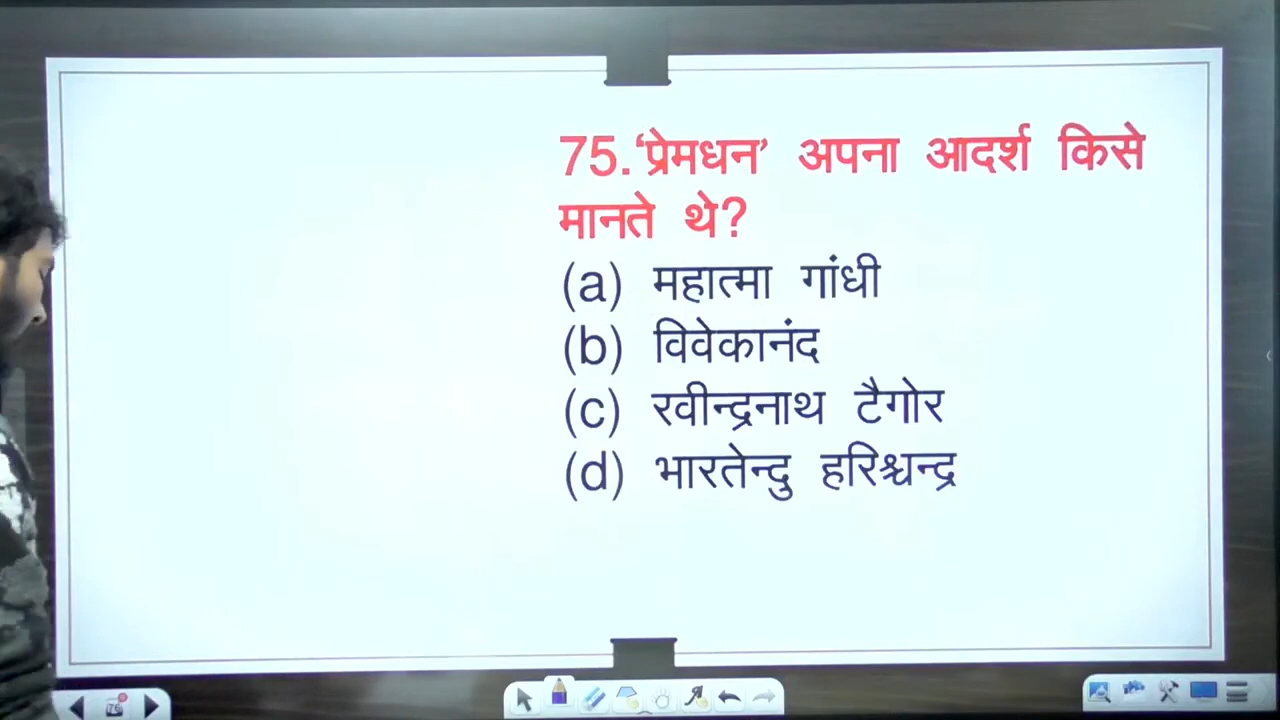 75.‘प्रेमधन’ अपना आदर्श किसे
मानते थे?
(a) महात्मा गांधी
(b) विवेकानंद
(c) रवीन्द्रनाथ टैगोर
(d) भारतेन्दु हरिश्चन्द्र